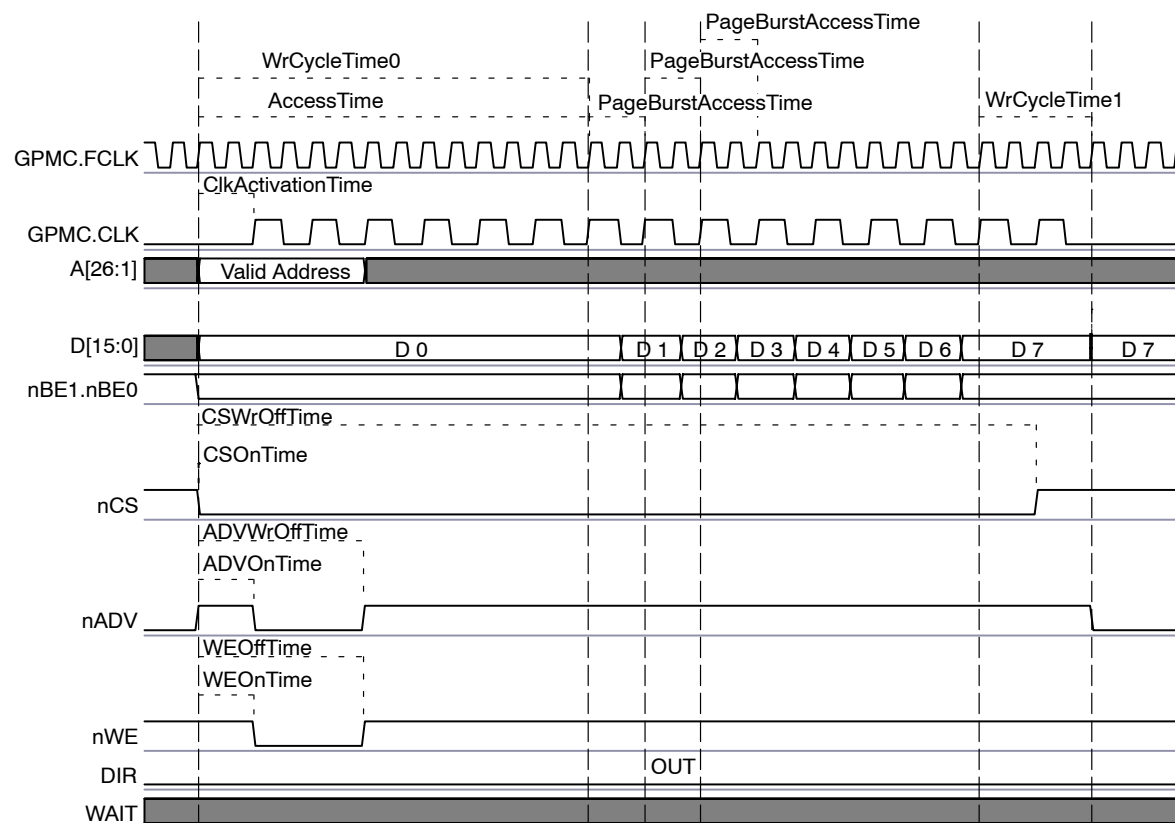 PageBurstAccessTime
WrCycleTime0
PageBurstAccessTime
AccessTime
PageBurstAccessTime
WrCycleTime1
GPMC.FCLK
ClkActivationTime
GPMC.CLK
A[26:1]
Valid Address
D[15:0]
D 0
D 1
D 2
D 3
D 4
D 5
D 6
D 7
D 7
nBE1.nBE0
CSWrOffTime
CSOnTime
nCS
ADVWrOffTime
ADVOnTime
nADV
WEOffTime
WEOnTime
nWE
OUT
DIR
WAIT